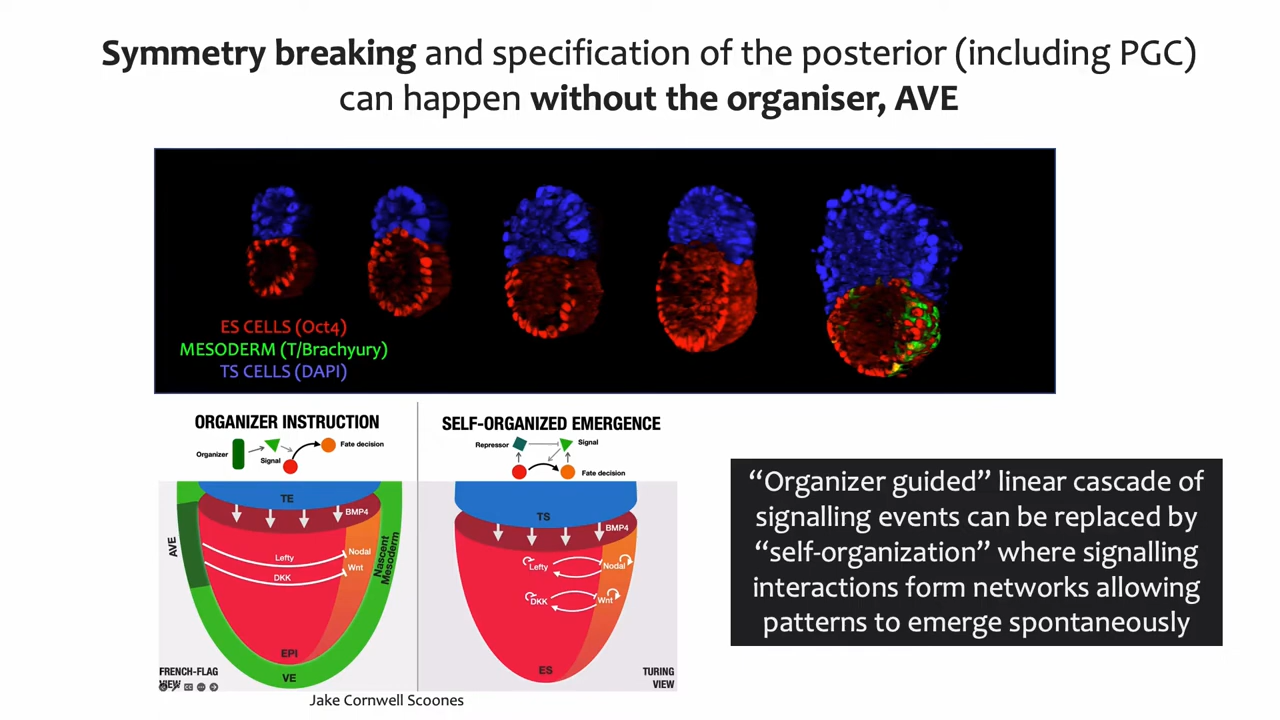 Symmetry breaking and specification of the posterior (including PGC)
can happen without the organiser, AVE
ES CELLS (Oct4)
MESODERM (T/Brachyury)
TS CELLS (DAPI)
ORGANIZER INSTRUCTION
Organizer
Signal
Fate decision
TE
BMP4
AVE
Lefty
DKK
Nodal
Wnt
Nascent
Mesoderm
EPI
VE
FRENCH-FLAG
VIEW
SELF-ORGANIZED EMERGENCE
Repressor
Signal
Fate decision
TS
BMP4
Lefty
Nodal
DKK
Wnt
ES
TURING
VIEW
Jake Cornwell Scoones
“Organizer guided” linear cascade of
signalling events can be replaced by
“self-organization” where signalling
interactions form networks allowing
patterns to emerge spontaneously